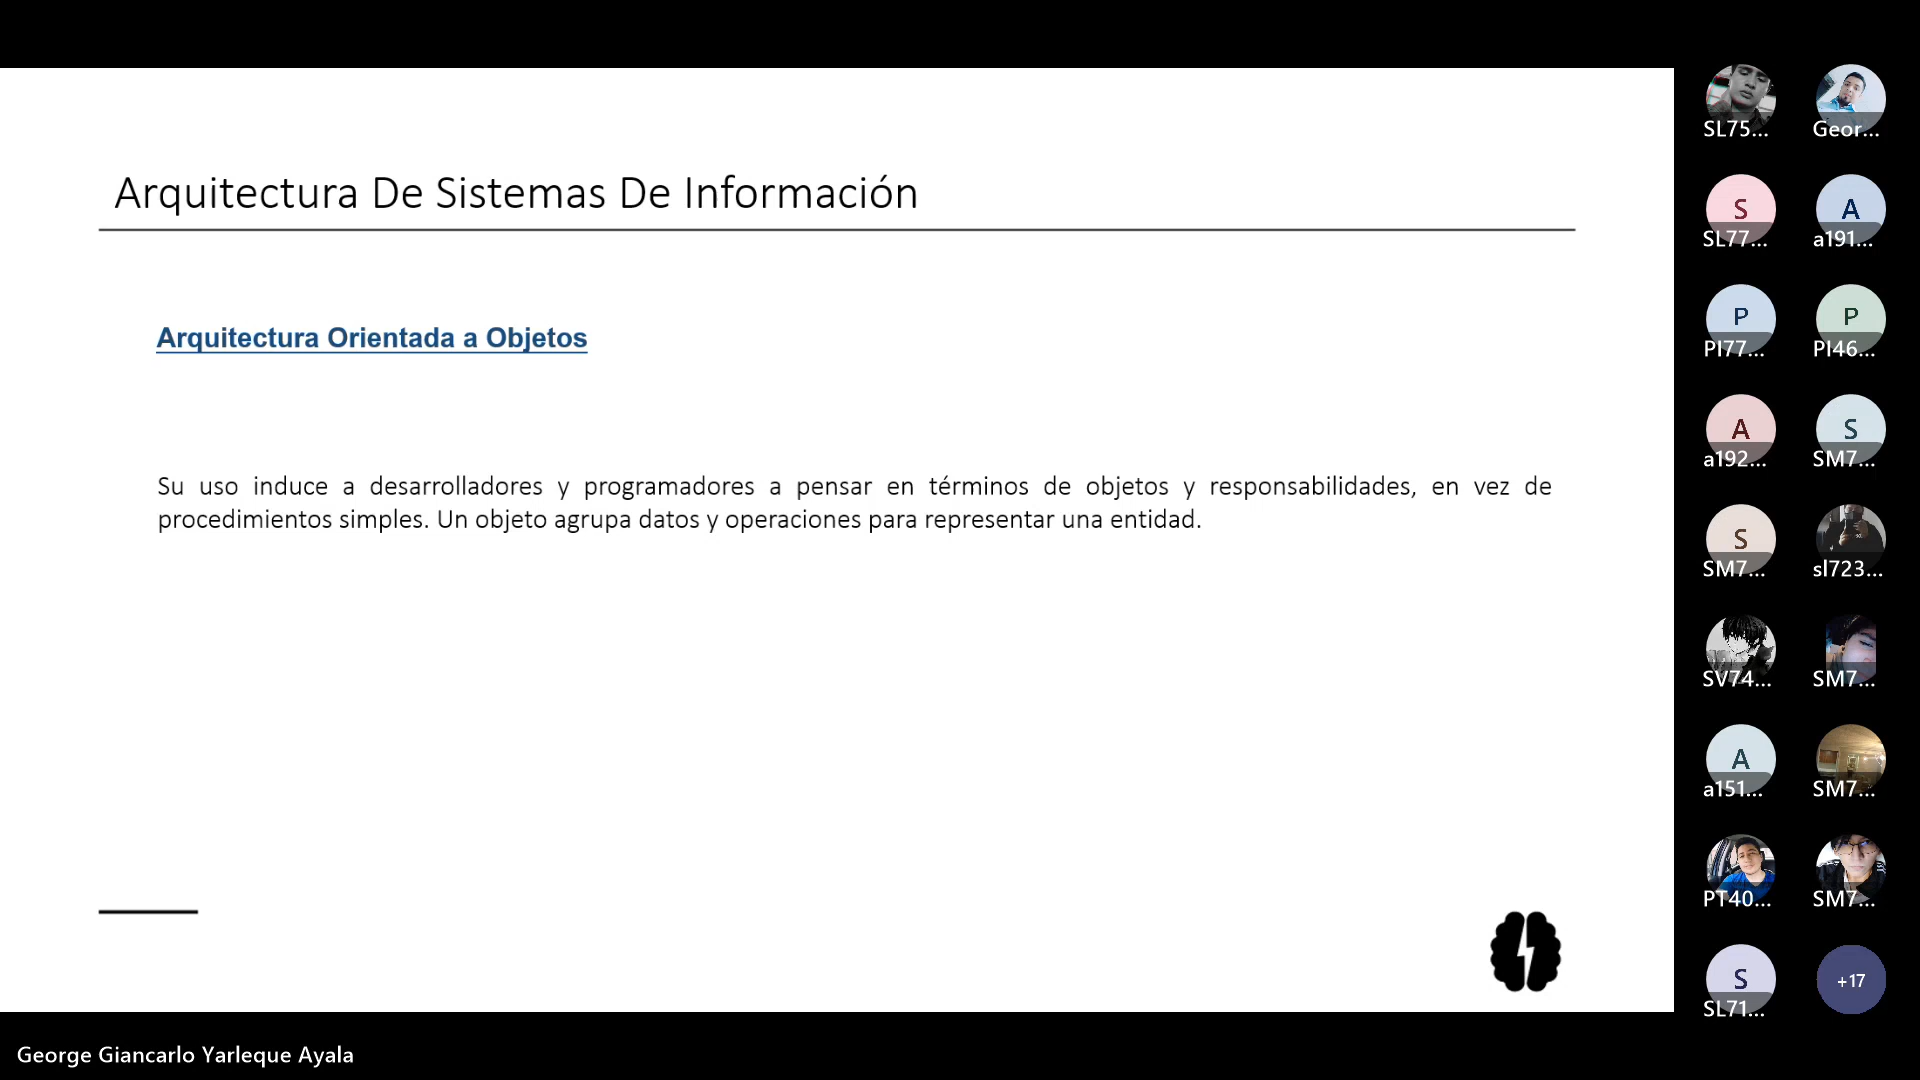 Arquitectura De Sistemas De Información
Arquitectura Orientada a Objetos
Su uso induce a desarrolladores y programadores a pensar en términos de objetos y responsabilidades, en vez de
procedimientos simples. Un objeto agrupa datos y operaciones para representar una entidad.
SL75...
Geor...
S
SL77...
A
a191...
P
PI77...
P
PI46...
A
a192...
S
SM7...
S
SM7...
sl723...
SV74...
SM7...
A
a151...
SM7...
PT40...
SM7...
S
SL71...
+17
George Giancarlo Yarleque Ayala